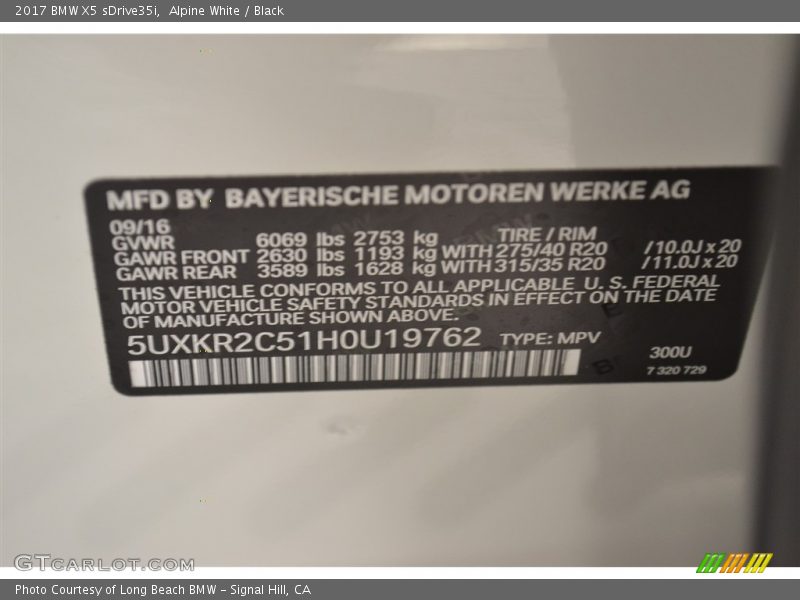 2017 BMW X5 sDrive35i,  Alpine White / Black
MFD BY  BAYERISCHE MOTOREN WERKE AG
09/16
TIRE / RIM
GVWR 6069 lbs 2753 kg
GAWR FRONT 2630 lbs 1193 kg WITH 275/40 R20 /10.0J x 20
GAWR REAR 3589 lbs 1628 kg WITH 315/35 R20 /11.0J x 20
THIS VEHICLE CONFORMS TO ALL APPLICABLE U. S. FEDERAL
MOTOR VEHICLE SAFETY STANDARDS IN EFFECT ON THE DATE
OF MANUFACTURE SHOWN ABOVE.
5UXKR2C51H0U19762 TYPE: MPV
300U
7 320 729
GTCARLOT.COM
Photo Courtesy of Long Beach BMW – Signal Hill, CA